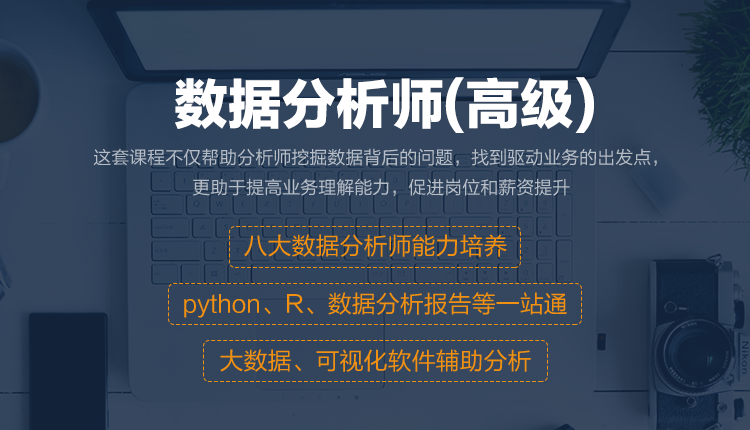 数据分析师(高级)
这套课程不仅帮助分析师挖掘数据背后的问题，找到驱动业务的出发点，
更助于提高业务理解能力，促进岗位和薪资提升
八大数据分析师能力培养
python、R、数据分析报告等一站通
大数据、可视化软件辅助分析
Nikon